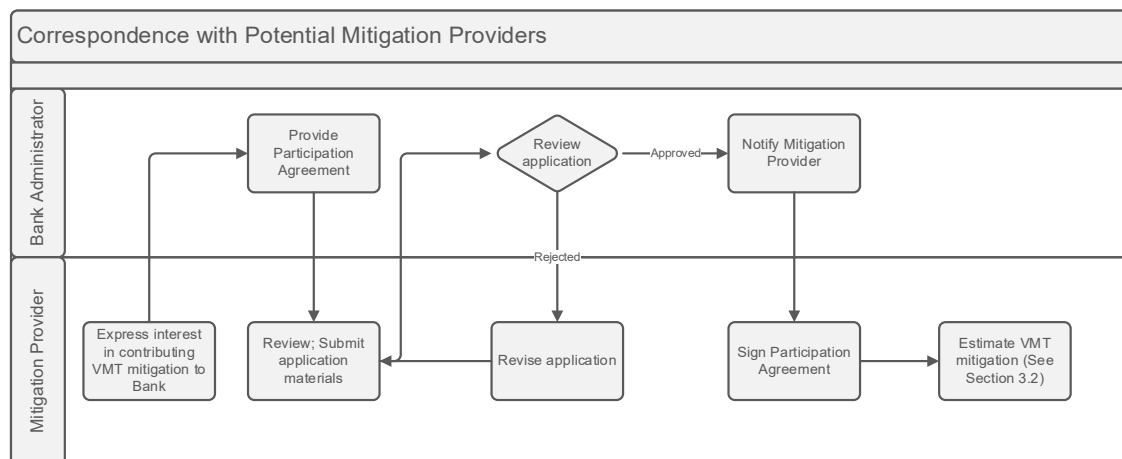 Correspondence with Potential Mitigation Providers
Bank Administrator
Provide
Participation
Agreement
Review
application
Approved
Notify Mitigation
Provider
Rejected
Mitigation Provider
Express interest
in contributing
VMT mitigation to
Bank
Review; Submit
application
materials
Revise application
Sign Participation
Agreement
Estimate VMT
mitigation (See
Section 3.2)